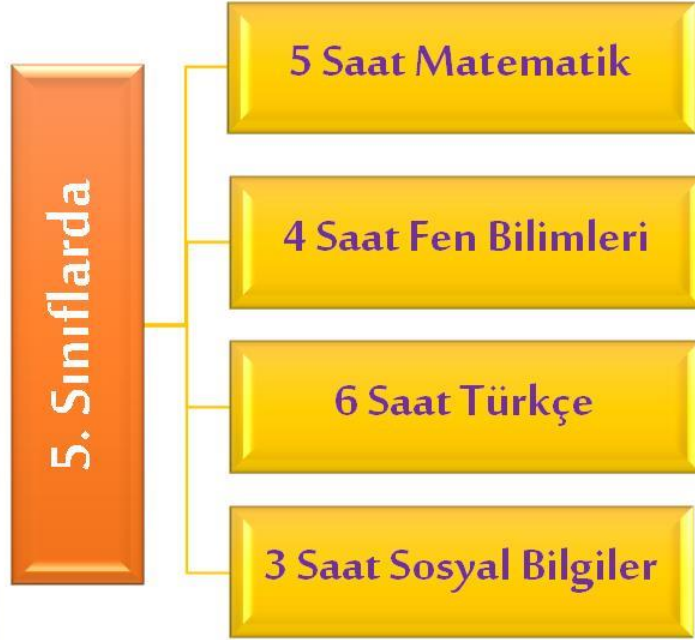 5. Sınıflarda
5 Saat Matematik
4 Saat Fen Bilimleri
6 Saat Türkçe
3 Saat Sosyal Bilgiler